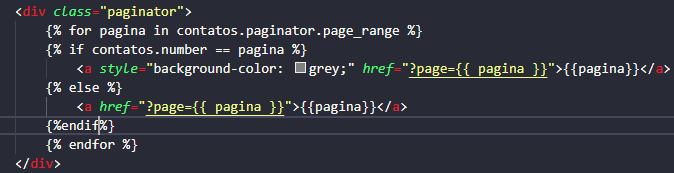 <div class="paginator">
{% for pagina in contatos.paginator.page_range %}
{% if contatos.number == pagina %}
<a style="background-color: grey;" href="?page={{ pagina }}">{{pagina}}</a>
{% else %}
<a href="?page={{ pagina }}">{{pagina}}</a>
{%endif%}
{% endfor %}
</div>